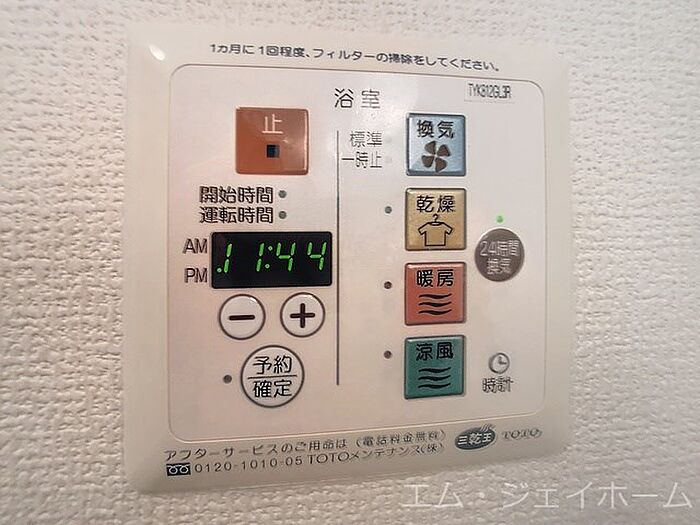 1カ月に1回程度、フィルターの掃除をしてください。
TYK812GL3R
浴室
止
換気
標準
一時止
開始時間
運転時間
乾燥
AM
PM
.11:44
24時間
換気
暖房
− +
予約
確定
涼風
時計
アフターサービスのご用命は(電話料金無料)
0120-1010-05 TOTOメンテナンス(株)
三乾王 TOTO
エム・ジェイホーム